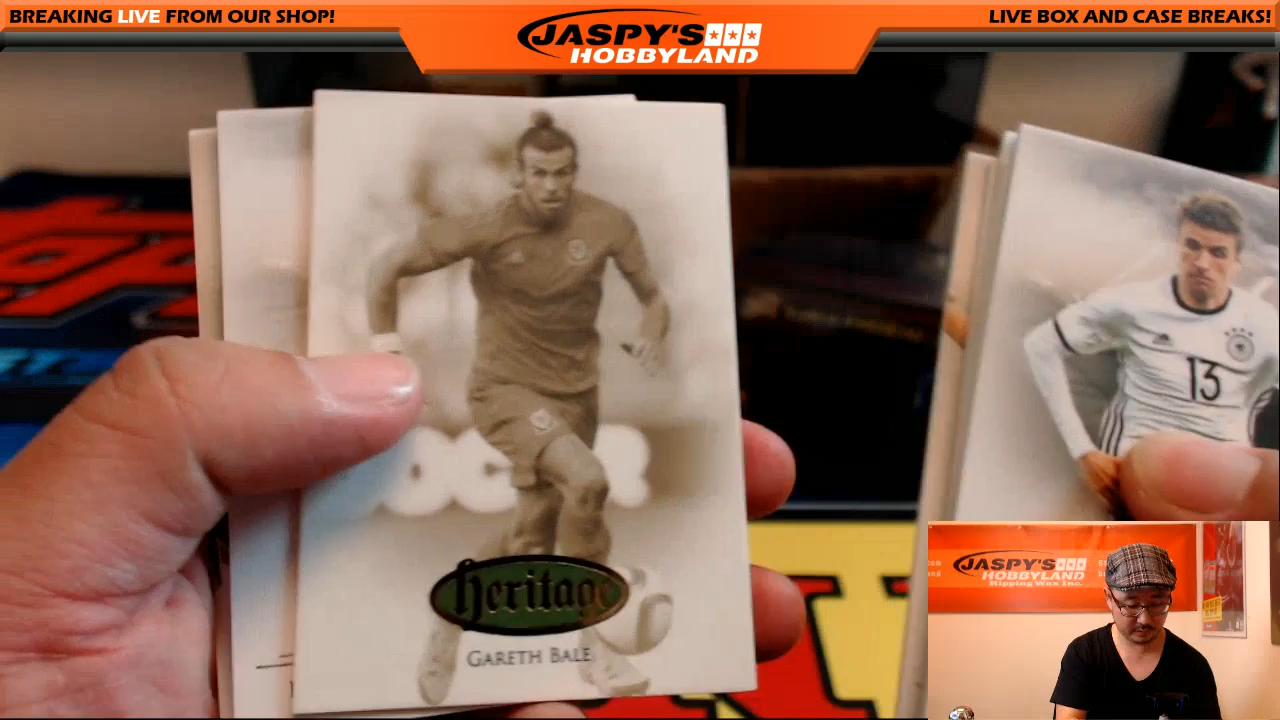 BREAKING LIVE FROM OUR SHOP!
JASPY'S
HOBBYLAND
LIVE BOX AND CASE BREAKS!
13
heritage
GARETH BALE
JASPY'S
HOBBYLAND
Ripping Wax Inc.